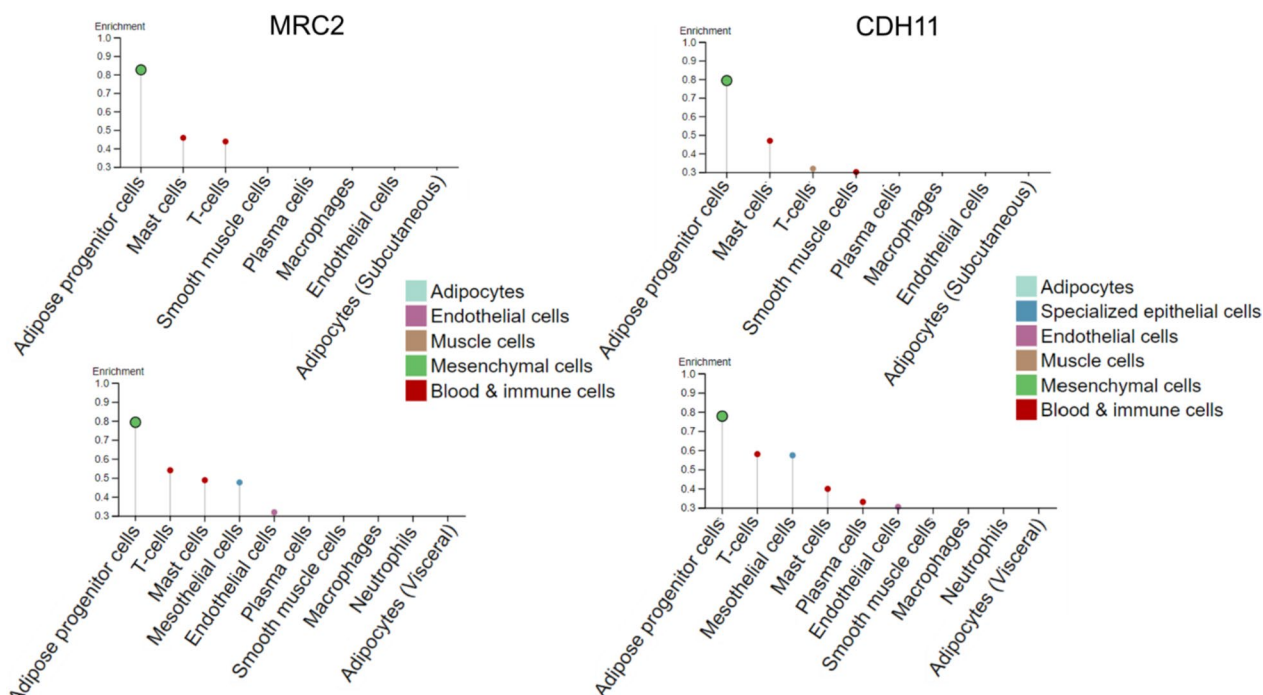 MRC2
Enrichment
1.0
0.9
0.8
0.7
0.6
0.5
0.4
0.3
Adipose progenitor cells
Mast cells
T-cells
Smooth muscle cells
Plasma cells
Macrophages
Endothelial cells
Adipocytes (Subcutaneous)
Adipocytes
Endothelial cells
Muscle cells
Mesenchymal cells
Blood & immune cells
Enrichment
1.0
0.9
0.8
0.7
0.6
0.5
0.4
0.3
Adipose progenitor cells
T-cells
Mast cells
Mesothelial cells
Endothelial cells
Plasma cells
Smooth muscle cells
Macrophages
Neutrophils
Adipocytes (Visceral)
CDH11
Enrichment
1.0
0.9
0.8
0.7
0.6
0.5
0.4
0.3
Adipose progenitor cells
Mast cells
T-cells
Smooth muscle cells
Plasma cells
Macrophages
Endothelial cells
Adipocytes (Subcutaneous)
Adipocytes
Specialized epithelial cells
Endothelial cells
Muscle cells
Mesenchymal cells
Blood & immune cells
Enrichment
1.0
0.9
0.8
0.7
0.6
0.5
0.4
0.3
Adipose progenitor cells
T-cells
Mesothelial cells
Mast cells
Plasma cells
Endothelial cells
Smooth muscle cells
Macrophages
Neutrophils
Adipocytes (Visceral)